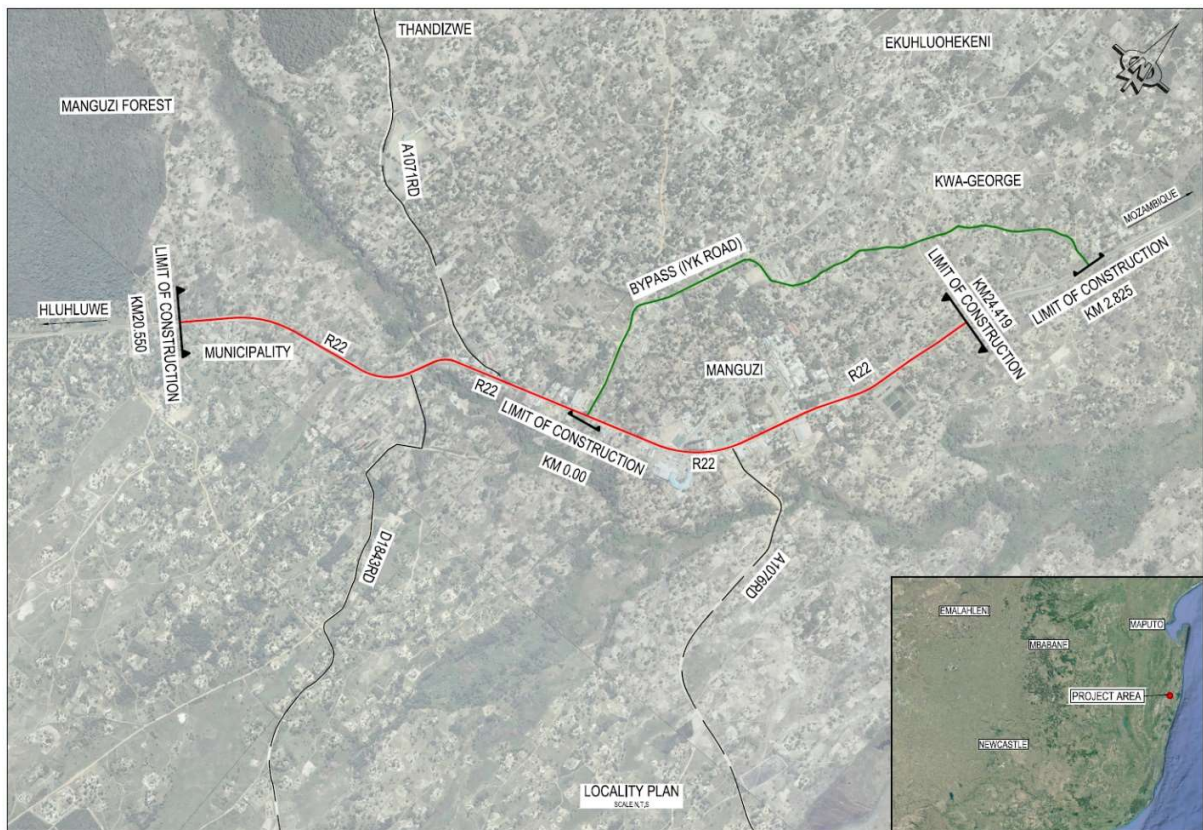 THANDIZWE
EKUHLUOHEKENI
N
MANGUZI FOREST
A1071RD
KWA-GEORGE
MOZAMBIQUE
BYPASS (IYK ROAD)
LIMIT OF CONSTRUCTION
KM 2.825
HLUHLUWE
LIMIT OF CONSTRUCTION
KM20.550
MUNICIPALITY
R22
R22
LIMIT OF CONSTRUCTION
KM 0.00
MANGUZI
R22
R22
KM24.419
LIMIT OF CONSTRUCTION
D1843RD
A1076RD
EMALAHLEN
MAPUTO
MBABANE
PROJECT AREA
NEWCASTLE
LOCALITY PLAN
SCALE N.T.S